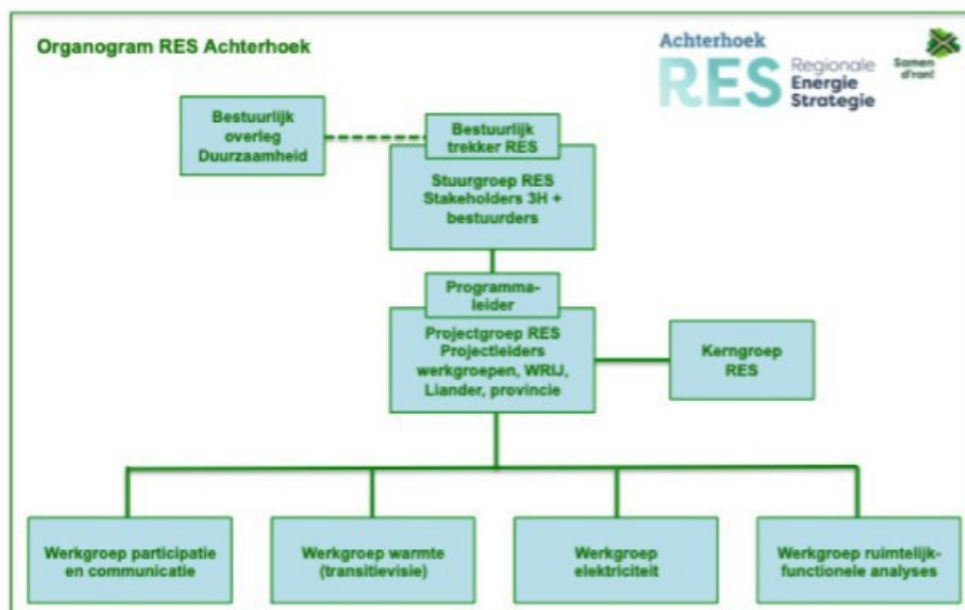 Organogram RES Achterhoek
Achterhoek
RES
Regionale
Energie
Strategie
Samen
d'ran!
Bestuurlijk
overleg
Duurzaamheid
Bestuurlijk
trekker RES
Stuurgroep RES
Stakeholders 3H +
bestuurders
Programma-
leider
Projectgroep RES
Projectleiders
werkgroepen, WRIJ,
Liander, provincie
Kerngroep
RES
Werkgroep participatie
en communicatie
Werkgroep warmte
(transitievisie)
Werkgroep
elektriciteit
Werkgroep ruimtelijk-
functionele analyses